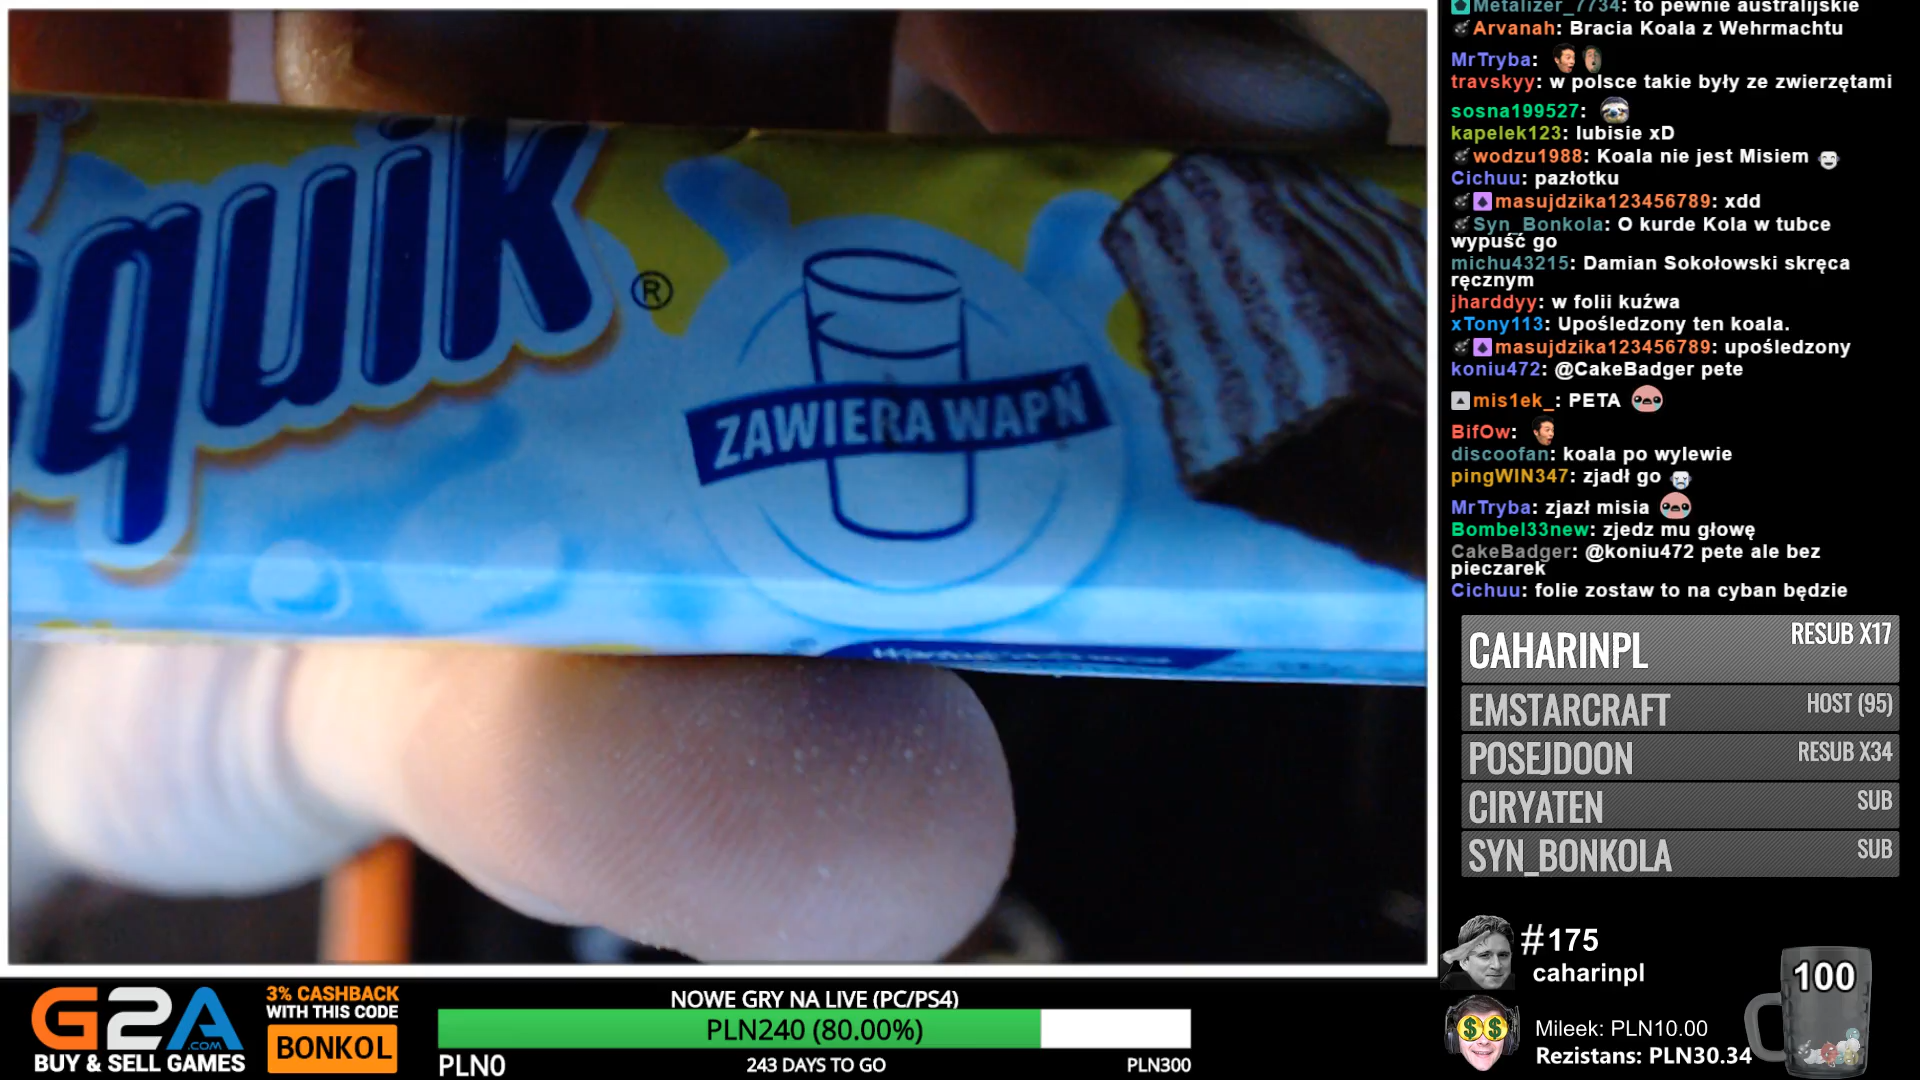 quik
®
ZAWIERA WAPŃ
Metalizer_7734: to pewnie australijskie
Arvanah: Bracia Koala z Wehrmachtu
MrTryba:
travskyy: w polsce takie były ze zwierzętami
sosna199527:
kapelek123: lubisie xD
wodzu1988: Koala nie jest Misiem
Cichuu: pazłotku
masujdzika123456789: xdd
Syn_Bonkola: O kurde Kola w tubce
wypuść go
michu43215: Damian Sokołowski skręca
ręcznym
jharddyy: w folii kuźwa
xTony113: Upośledzony ten koala.
masujdzika123456789: upośledzony
koniu472: @CakeBadger pete
mis1ek_: PETA
BifOw:
discoofan: koala po wylewie
pingWIN347: zjadł go
MrTryba: zjazł misia
Bombel33new: zjedz mu głowę
CakeBadger: @koniu472 pete ale bez
pieczarek
Cichuu: folie zostaw to na cyban będzie
CAHARINPL RESUB X17
EMSTARCRAFT HOST (95)
POSEJDOON RESUB X34
CIRYATEN SUB
SYN_BONKOLA SUB
#175
caharinpl
100
Mileek: PLN10.00
Rezistans: PLN30.34
G2A
.COM
BUY & SELL GAMES
3% CASHBACK
WITH THIS CODE
BONKOL
NOWE GRY NA LIVE (PC/PS4)
PLN240 (80.00%)
PLN0 243 DAYS TO GO PLN300